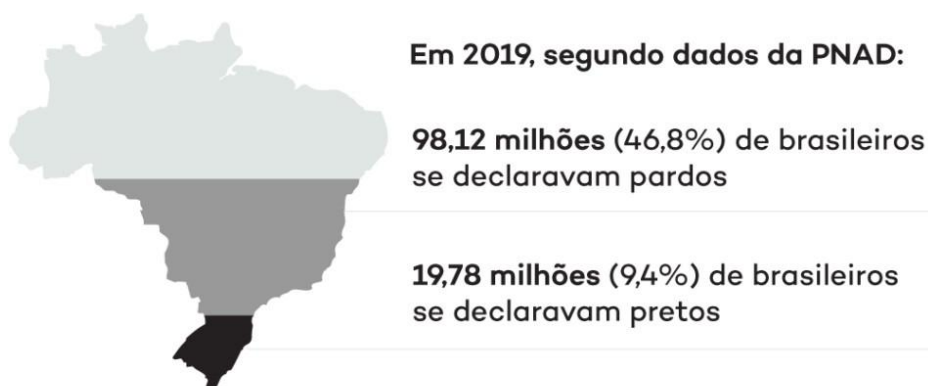 Em 2019, segundo dados da PNAD:
98,12 milhões (46,8%) de brasileiros
se declaravam pardos
19,78 milhões (9,4%) de brasileiros
se declaravam pretos